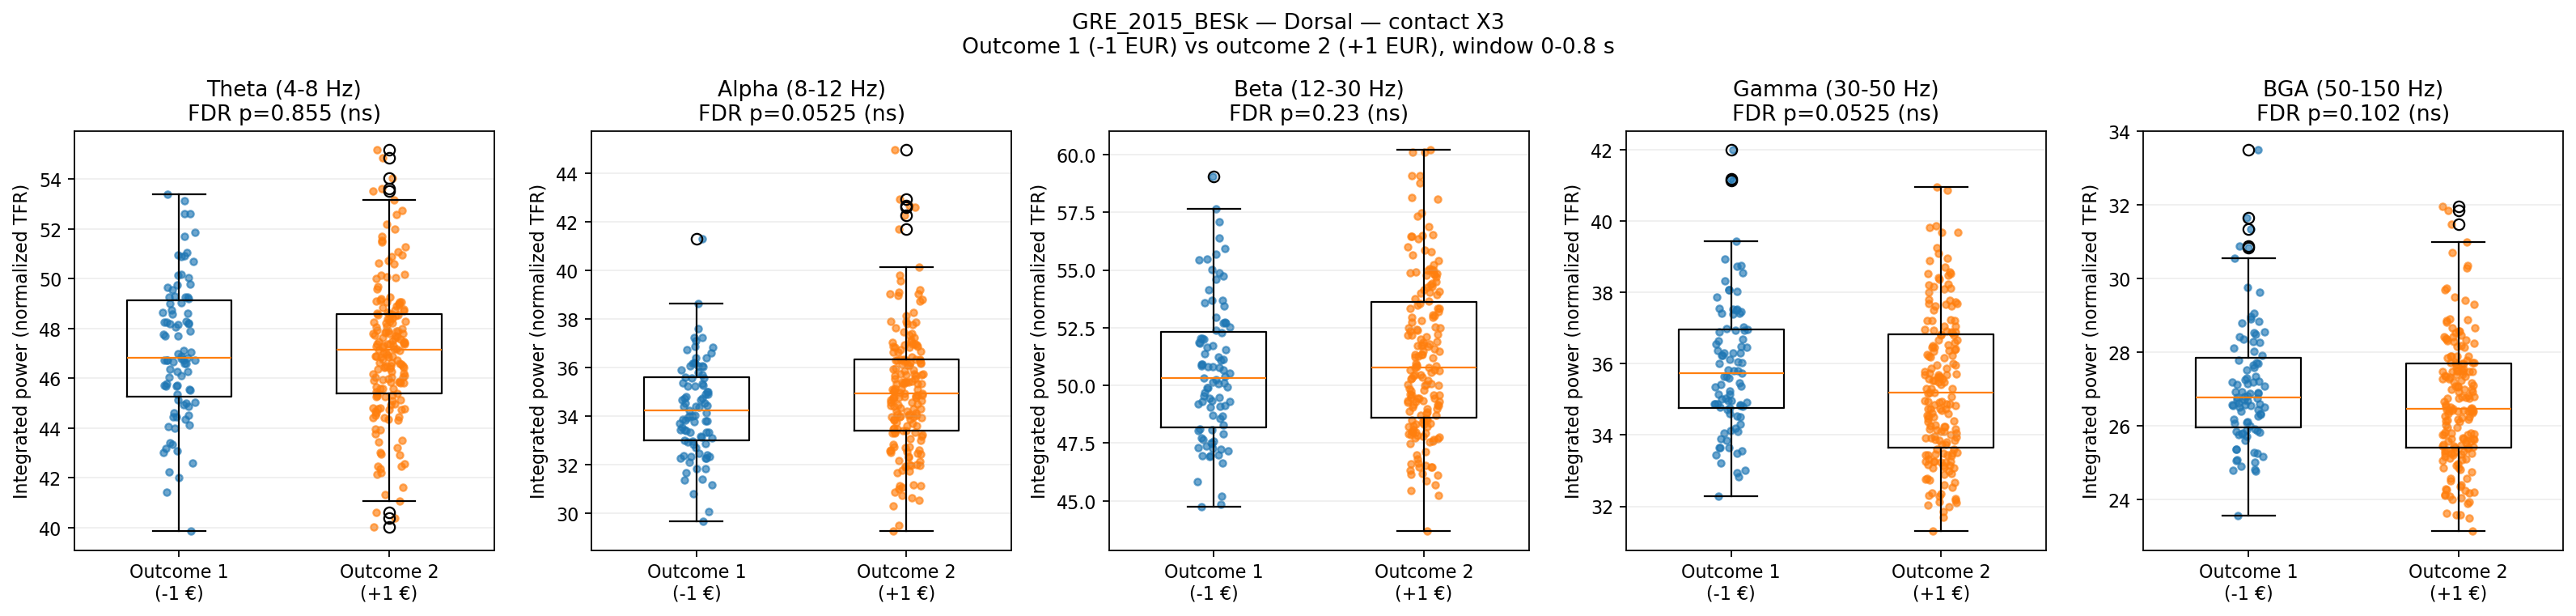 GRE_2015_BESk — Dorsal — contact X3
Outcome 1 (-1 EUR) vs outcome 2 (+1 EUR), window 0-0.8 s
Theta (4-8 Hz)
FDR p=0.855 (ns)
Integrated power (normalized TFR)
54
52
50
48
46
44
42
40
Outcome 1
(-1 €)
Outcome 2
(+1 €)
Alpha (8-12 Hz)
FDR p=0.0525 (ns)
Integrated power (normalized TFR)
44
42
40
38
36
34
32
30
Outcome 1
(-1 €)
Outcome 2
(+1 €)
Beta (12-30 Hz)
FDR p=0.23 (ns)
Integrated power (normalized TFR)
60.0
57.5
55.0
52.5
50.0
47.5
45.0
Outcome 1
(-1 €)
Outcome 2
(+1 €)
Gamma (30-50 Hz)
FDR p=0.0525 (ns)
Integrated power (normalized TFR)
42
40
38
36
34
32
Outcome 1
(-1 €)
Outcome 2
(+1 €)
BGA (50-150 Hz)
FDR p=0.102 (ns)
Integrated power (normalized TFR)
34
32
30
28
26
24
Outcome 1
(-1 €)
Outcome 2
(+1 €)